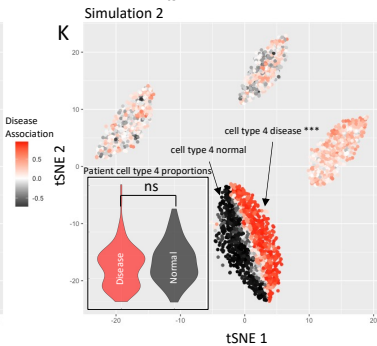 Simulation 2
K
20
10
0
-10
-20
tSNE 2
Disease
Association
0.5
0.0
-0.5
cell type 4 disease ***
cell type 4 normal
Patient cell type 4 proportions
ns
Disease
Normal
-20
-10
0
10
20
tSNE 1